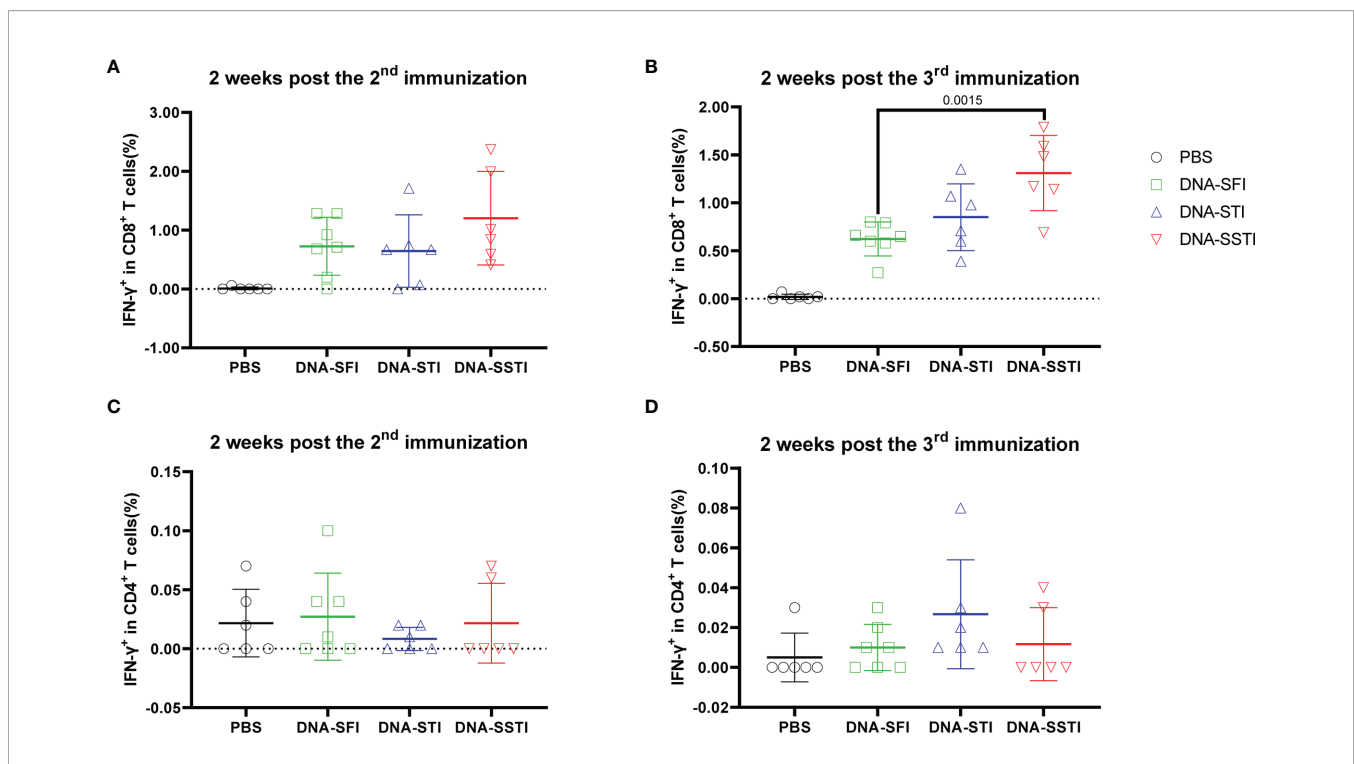 A
2 weeks post the 2nd immunization
IFN-γ+ in CD8+ T cells(%)
3.00
2.00
1.00
0.00
-1.00
PBS DNA-SFI DNA-STI DNA-SSTI
B
2 weeks post the 3rd immunization
0.0015
IFN-γ+ in CD8+ T cells(%)
2.00
1.50
1.00
0.50
0.00
-0.50
PBS DNA-SFI DNA-STI DNA-SSTI
PBS
DNA-SFI
DNA-STI
DNA-SSTI
C
2 weeks post the 2nd immunization
IFN-γ+ in CD4+ T cells(%)
0.15
0.10
0.05
0.00
-0.05
PBS DNA-SFI DNA-STI DNA-SSTI
D
2 weeks post the 3rd immunization
IFN-γ+ in CD4+ T cells(%)
0.10
0.08
0.06
0.04
0.02
0.00
-0.02
PBS DNA-SFI DNA-STI DNA-SSTI